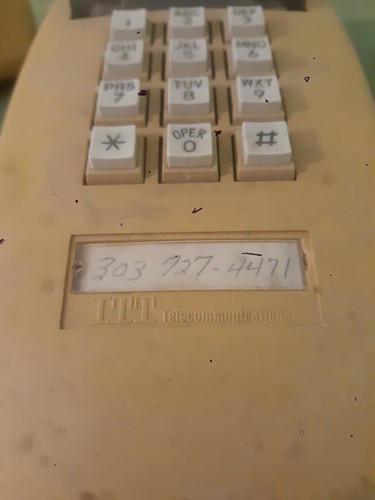 1 ABC 2 DEF 3
GHI 4 JKL 5 MNO 6
PRS 7 TUV 8 WXY 9
* OPER 0 #
303 727-4471
ITT Telecommunications